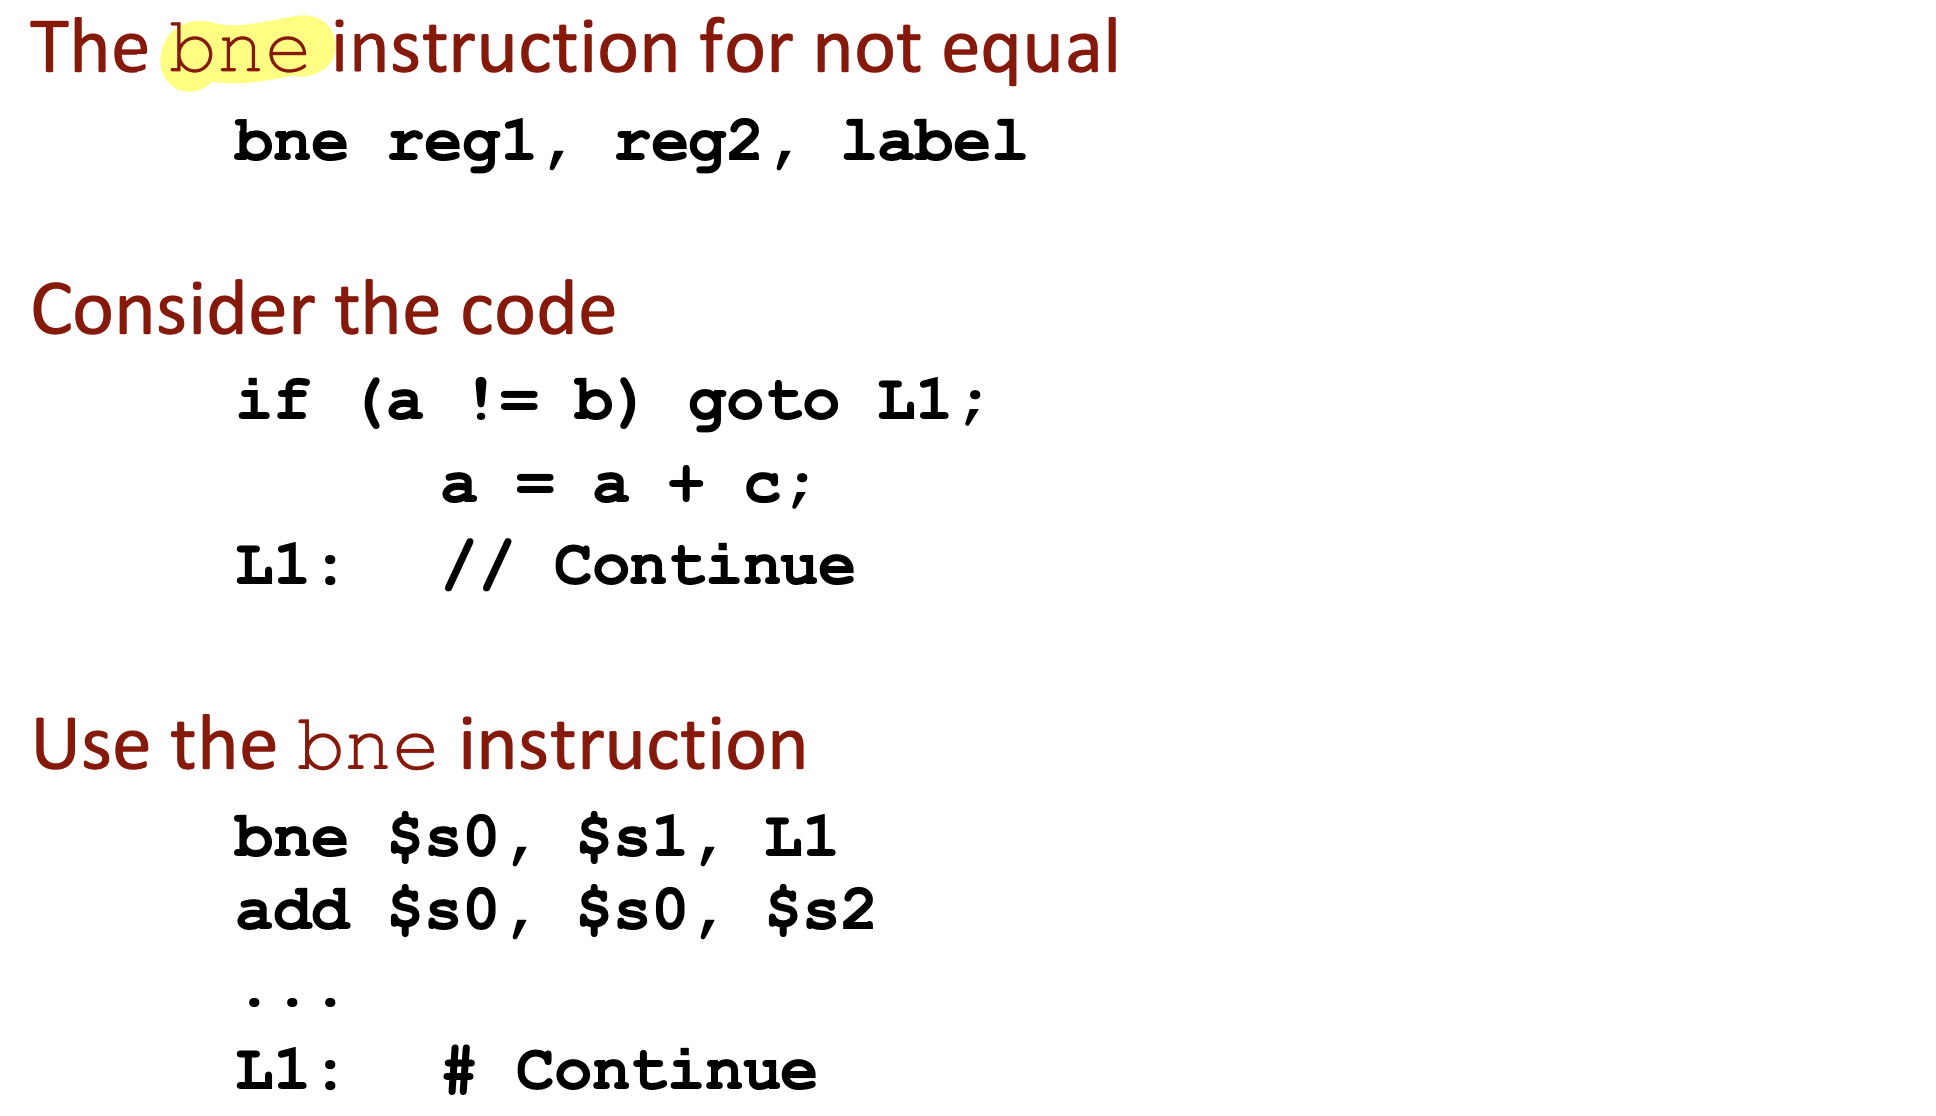 The bne instruction for not equal
bne reg1, reg2, label
Consider the code
if (a != b) goto L1;
a = a + c;
L1: // Continue
Use the bne instruction
bne $s0, $s1, L1
add $s0, $s0, $s2
...
L1: # Continue